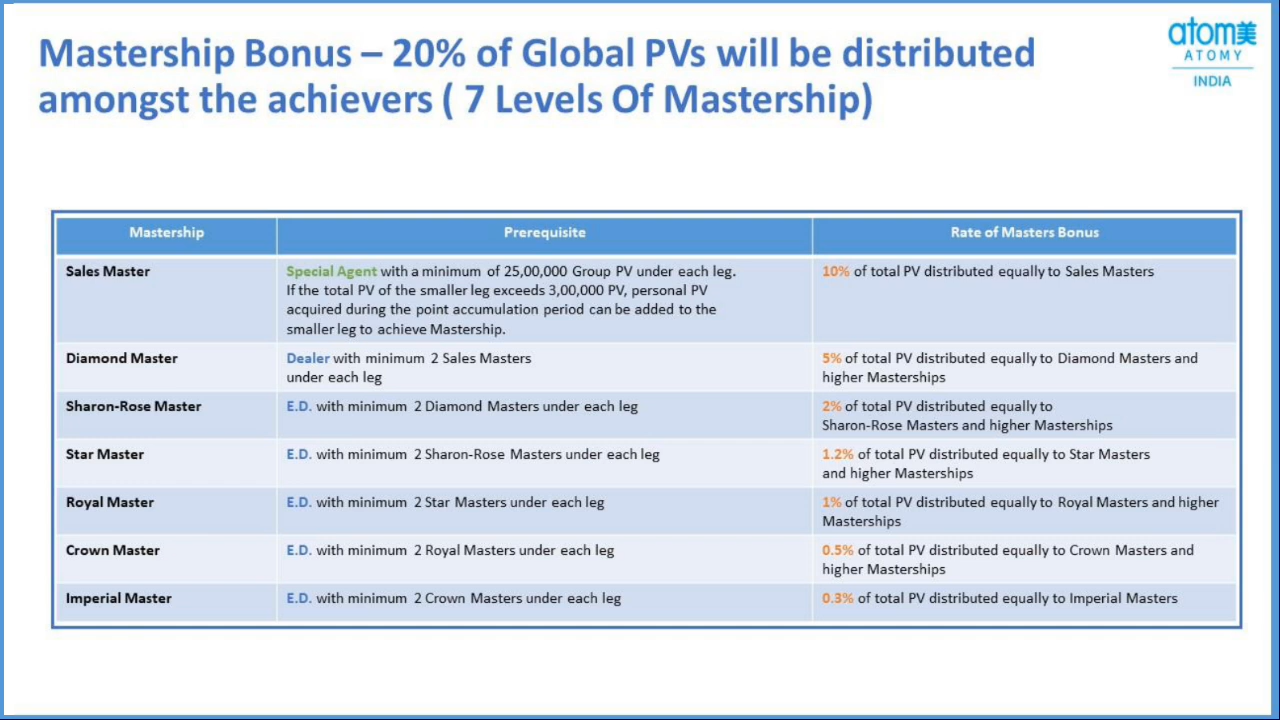 Mastership Bonus – 20% of Global PVs will be distributed
amongst the achievers ( 7 Levels Of Mastership)
atom美
ATOMY
INDIA
Mastership
Prerequisite
Rate of Masters Bonus
Sales Master
Special Agent with a minimum of 25,00,000 Group PV under each leg.
If the total PV of the smaller leg exceeds 3,00,000 PV, personal PV
acquired during the point accumulation period can be added to the
smaller leg to achieve Mastership.
10% of total PV distributed equally to Sales Masters
Diamond Master
Dealer with minimum 2 Sales Masters
under each leg
5% of total PV distributed equally to Diamond Masters and
higher Masterships
Sharon-Rose Master
E.D. with minimum 2 Diamond Masters under each leg
2% of total PV distributed equally to
Sharon-Rose Masters and higher Masterships
Star Master
E.D. with minimum 2 Sharon-Rose Masters under each leg
1.2% of total PV distributed equally to Star Masters
and higher Masterships
Royal Master
E.D. with minimum 2 Star Masters under each leg
1% of total PV distributed equally to Royal Masters and higher
Masterships
Crown Master
E.D. with minimum 2 Royal Masters under each leg
0.5% of total PV distributed equally to Crown Masters and
higher Masterships
Imperial Master
E.D. with minimum 2 Crown Masters under each leg
0.3% of total PV distributed equally to Imperial Masters